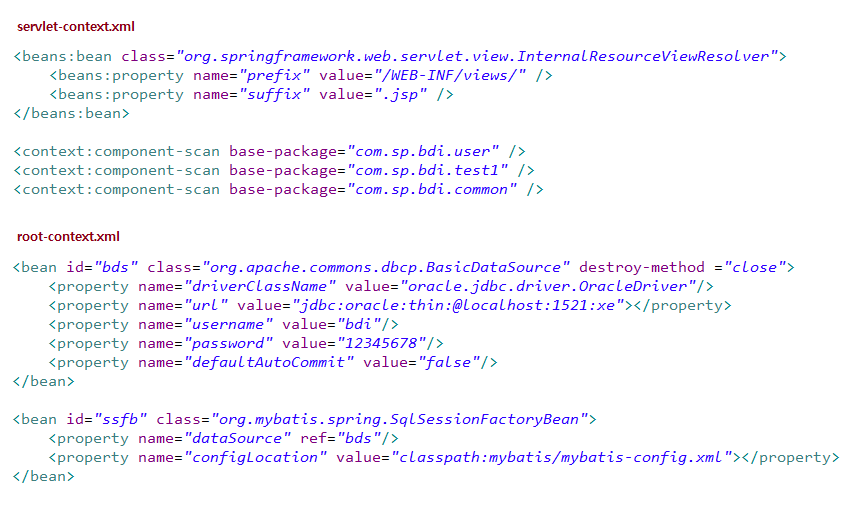 servlet-context.xml
<beans:bean class="org.springframework.web.servlet.view.InternalResourceViewResolver">
    <beans:property name="prefix" value="/WEB-INF/views/" />
    <beans:property name="suffix" value=".jsp" />
</beans:bean>
<context:component-scan base-package="com.sp.bdi.user" />
<context:component-scan base-package="com.sp.bdi.test1" />
<context:component-scan base-package="com.sp.bdi.common" />
root-context.xml
<bean id="bds" class="org.apache.commons.dbcp.BasicDataSource" destroy-method ="close">
    <property name="driverClassName" value="oracle.jdbc.driver.OracleDriver"/>
    <property name="url" value="jdbc:oracle:thin:@localhost:1521:xe"></property>
    <property name="username" value="bdi"/>
    <property name="password" value="12345678"/>
    <property name="defaultAutoCommit" value="false"/>
</bean>
<bean id="ssfb" class="org.mybatis.spring.SqlSessionFactoryBean">
    <property name="dataSource" ref="bds"/>
    <property name="configLocation" value="classpath:mybatis/mybatis-config.xml"></property>
</bean>